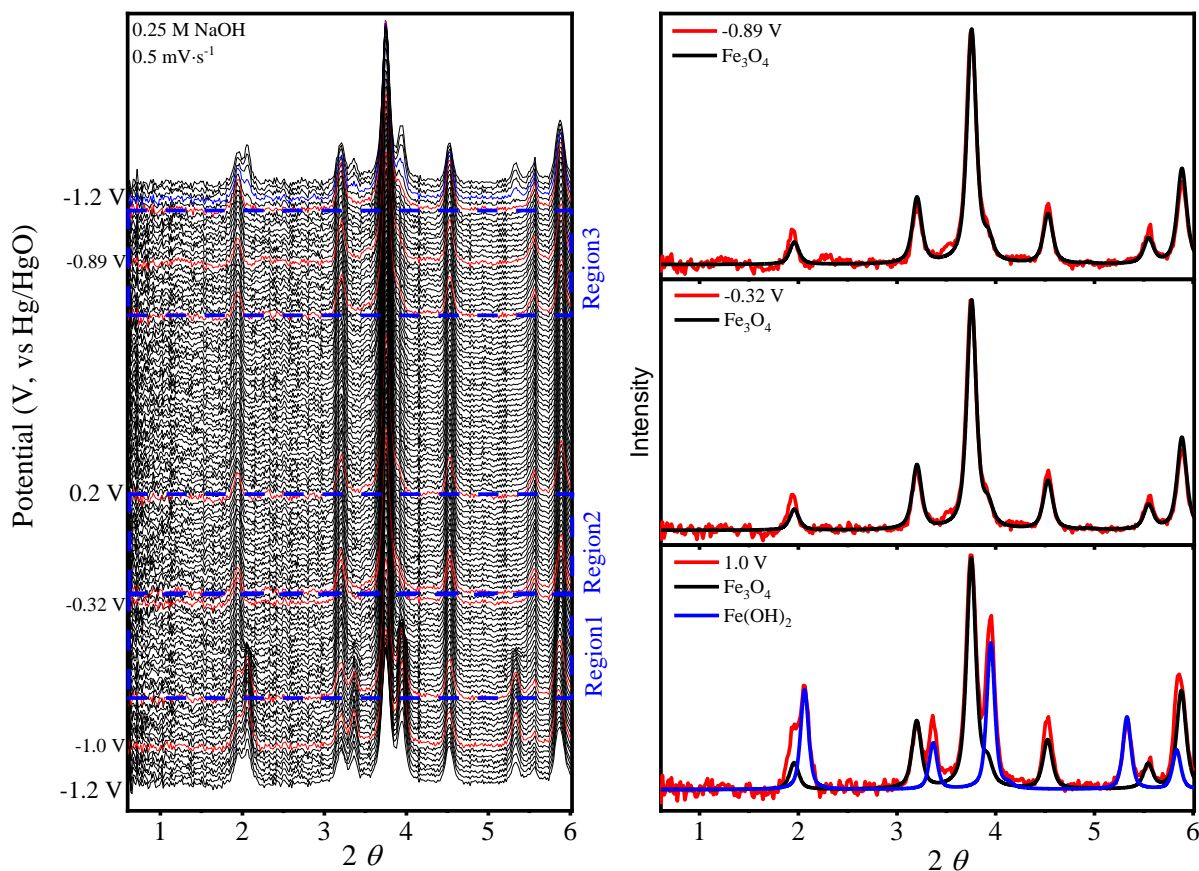 0.25 M NaOH
0.5 mV·s⁻¹
Potential (V, vs Hg/HgO)
-1.2 V
-0.89 V
0.2 V
-0.32 V
-1.0 V
-1.2 V
Region3
Region2
Region1
1 2 3 4 5 6
2 θ
-0.89 V
Fe₃O₄
-0.32 V
Fe₃O₄
1.0 V
Fe₃O₄
Fe(OH)₂
Intensity
1 2 3 4 5 6
2 θ